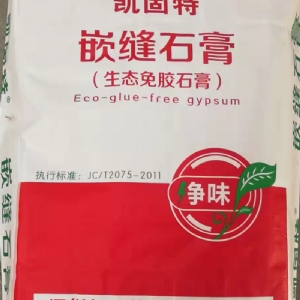 凯固特
嵌缝石膏
（生态免胶石膏）
Eco-glue-free gypsum
执行标准：JC/T2075-2011
净味
嵌缝石